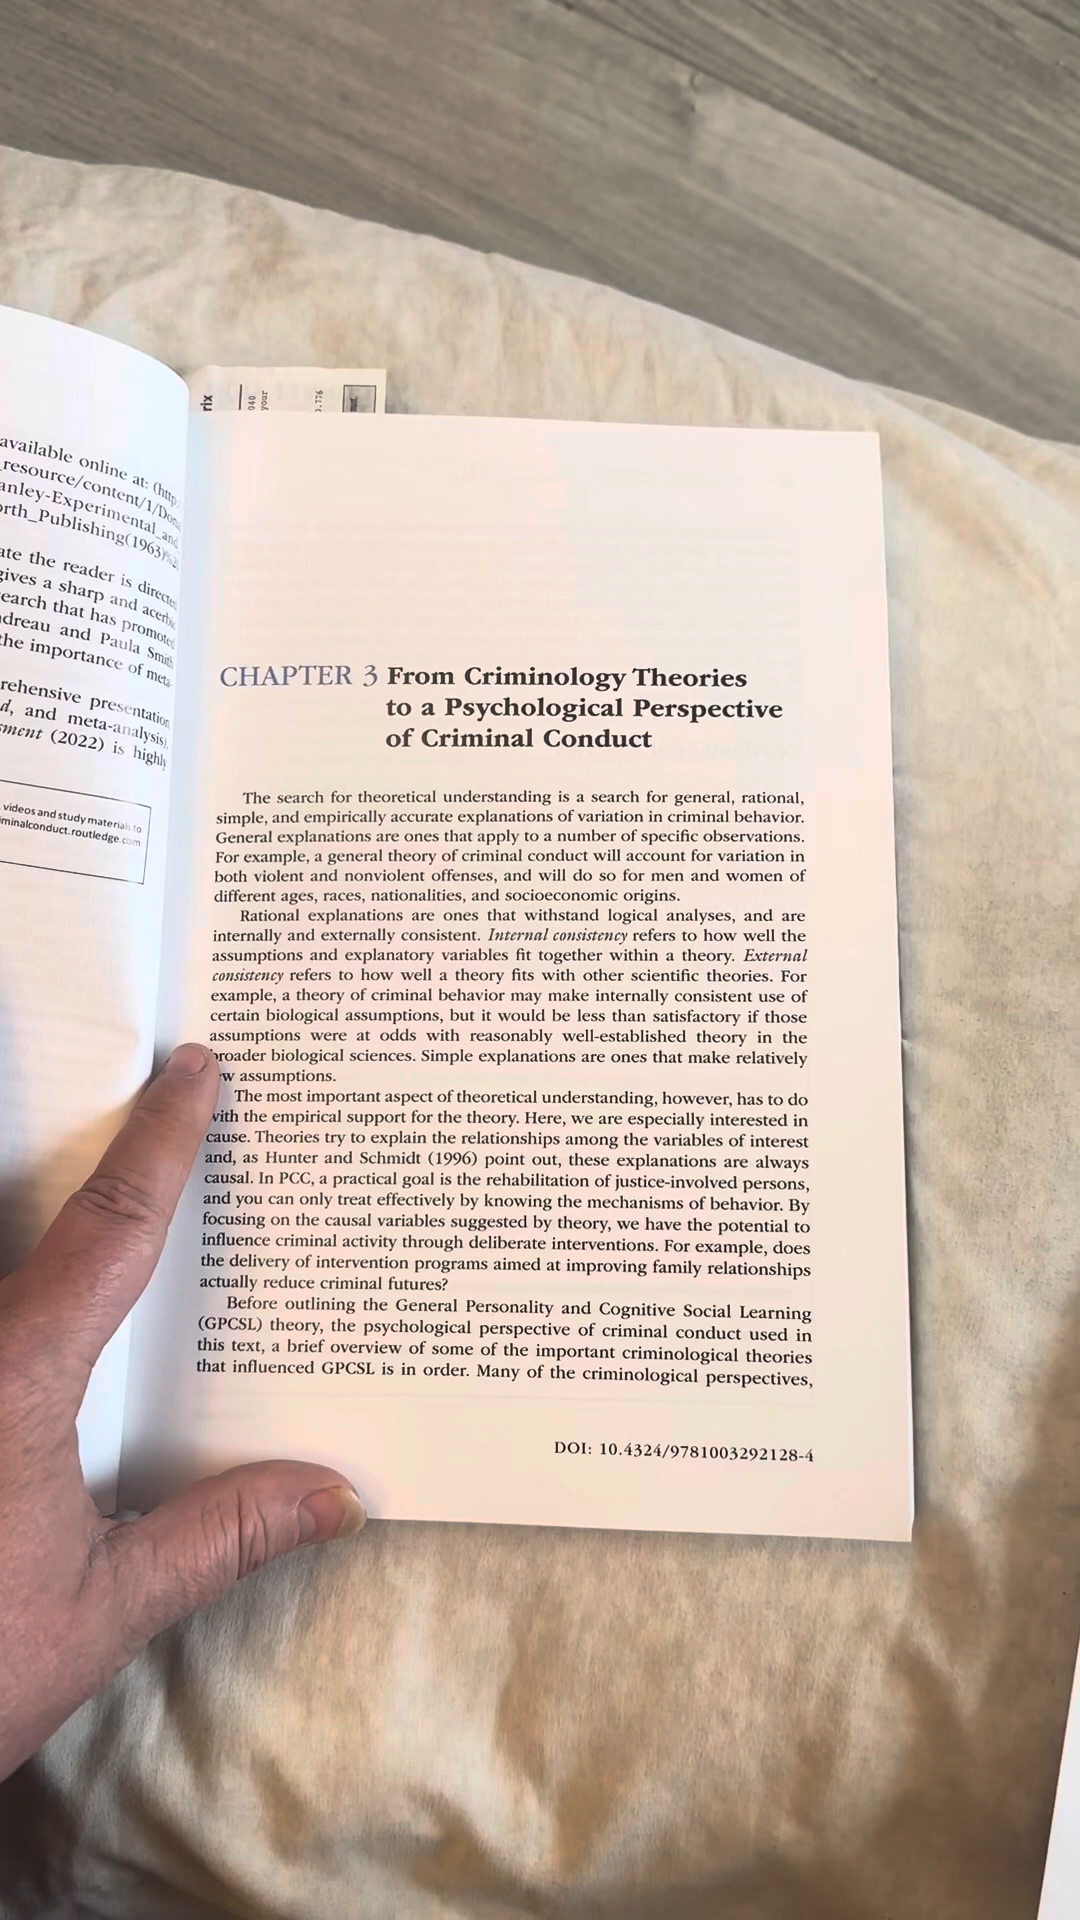 available online at: (http
_resource/content/1/Dona
anley-Experimental_and
orth_Publishing(1963)%2
ate the reader is directed
gives a sharp and acerbic
earch that has promoted
dreau and Paula Smith
the importance of meta-
rehensive presentation
d, and meta-analysis),
sment (2022) is highly
videos and study materials to
minalconduct.routledge.com
rix
040
your
.776
CHAPTER 3 From Criminology Theories
to a Psychological Perspective
of Criminal Conduct
The search for theoretical understanding is a search for general, rational,
simple, and empirically accurate explanations of variation in criminal behavior.
General explanations are ones that apply to a number of specific observations.
For example, a general theory of criminal conduct will account for variation in
both violent and nonviolent offenses, and will do so for men and women of
different ages, races, nationalities, and socioeconomic origins.
Rational explanations are ones that withstand logical analyses, and are
internally and externally consistent. Internal consistency refers to how well the
assumptions and explanatory variables fit together within a theory. External
consistency refers to how well a theory fits with other scientific theories. For
example, a theory of criminal behavior may make internally consistent use of
certain biological assumptions, but it would be less than satisfactory if those
assumptions were at odds with reasonably well-established theory in the
broader biological sciences. Simple explanations are ones that make relatively
w assumptions.
The most important aspect of theoretical understanding, however, has to do
with the empirical support for the theory. Here, we are especially interested in
cause. Theories try to explain the relationships among the variables of interest
and, as Hunter and Schmidt (1996) point out, these explanations are always
causal. In PCC, a practical goal is the rehabilitation of justice-involved persons,
and you can only treat effectively by knowing the mechanisms of behavior. By
focusing on the causal variables suggested by theory, we have the potential to
influence criminal activity through deliberate interventions. For example, does
the delivery of intervention programs aimed at improving family relationships
actually reduce criminal futures?
Before outlining the General Personality and Cognitive Social Learning
(GPCSL) theory, the psychological perspective of criminal conduct used in
this text, a brief overview of some of the important criminological theories
that influenced GPCSL is in order. Many of the criminological perspectives,
DOI: 10.4324/9781003292128-4